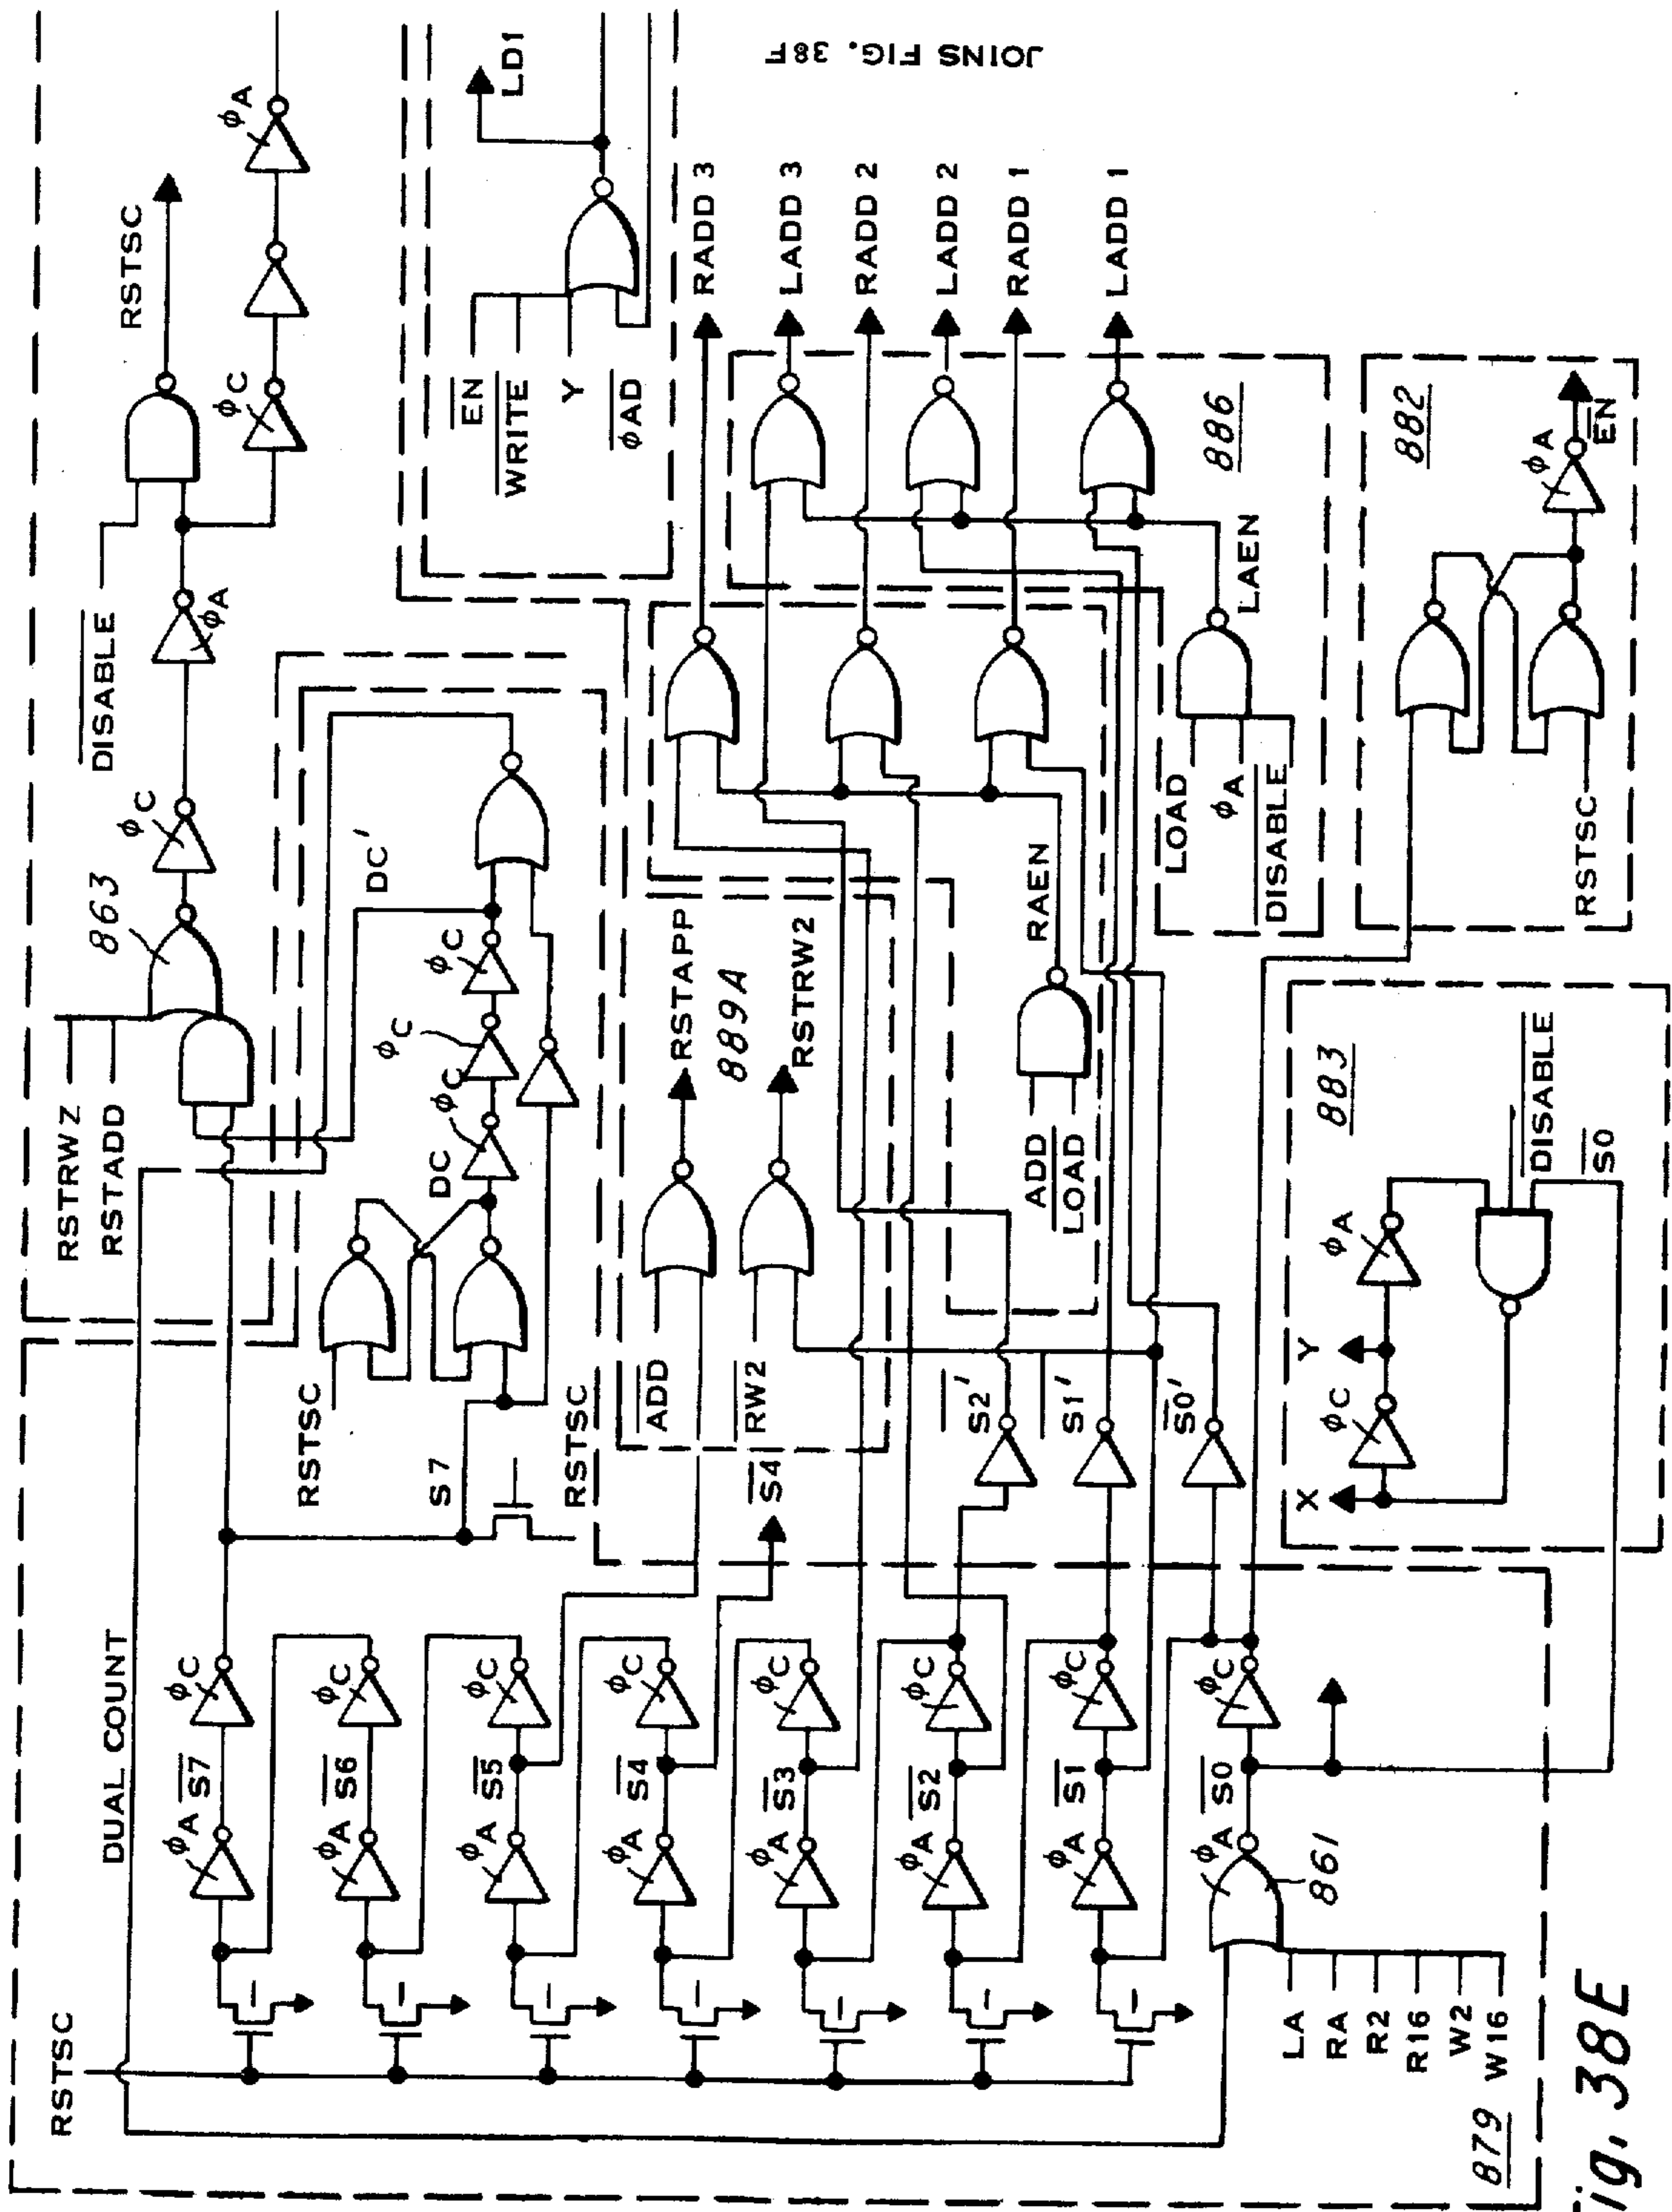 RSTSC
DUAL COUNT
RSTRWZ
RSTADD
863
ϕC
DISABLE
ϕA
RSTSC
ϕC
ϕA
ϕA S7 ϕC
ϕA S6 ϕC
ϕA S5 ϕC
ϕA S4 ϕC
ϕA S3 ϕC
ϕA S2 ϕC
ϕA S1 ϕC
ϕA S0 ϕC
861
LA
RA
R2
R16
W2
W16
879
RSTSC
S7
RSTSC
DC
ϕC
ϕC
ϕC
DC'
EN
WRITE
Y
ϕAD
LD1
JOINS FIG. 38F
ADD
RW2
S4
RSTAPP
889A
RSTRW2
S2'
S1'
S0'
ADD
LOAD
RAEN
RADD 3
LADD 3
RADD 2
LADD 2
RADD 1
LADD 1
886
LOAD
ϕA
DISABLE
LAEN
X
ϕC
Y
ϕA
883
DISABLE
S0
882
RSTSC
ϕA
EN
ig. 38E